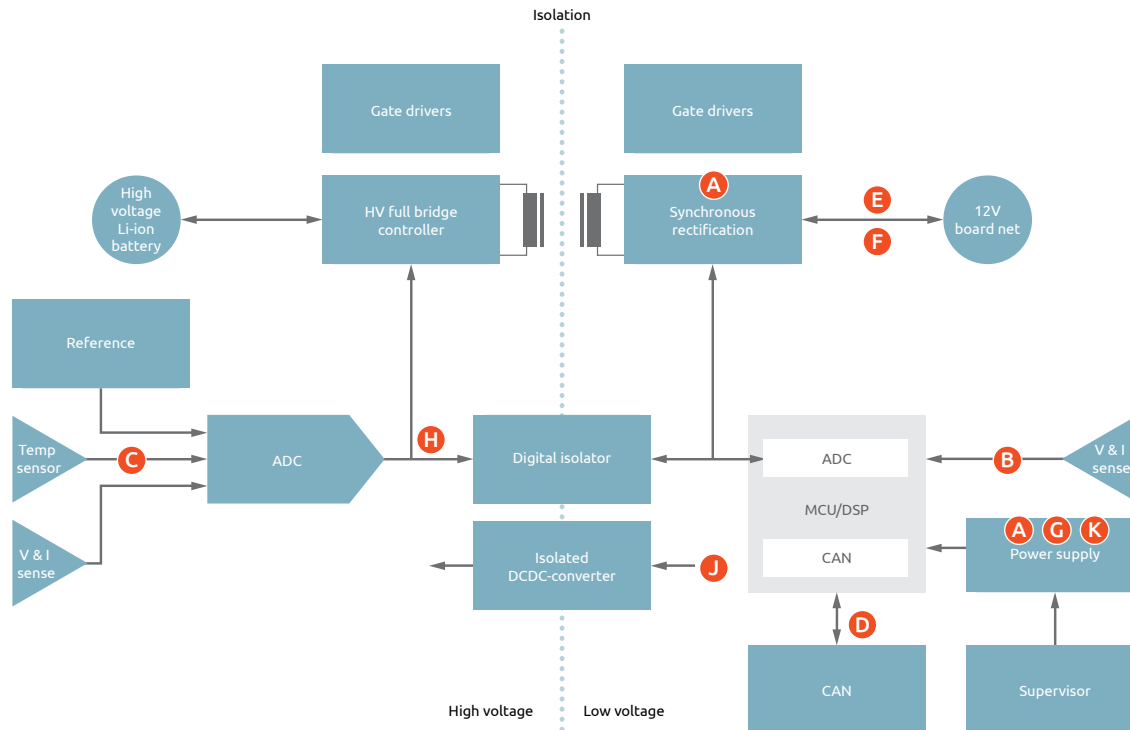 Isolation
Gate drivers
Gate drivers
High
voltage
Li-ion
battery
HV full bridge
controller
A
Synchronous
rectification
E
F
12V
board net
Reference
Temp
sensor
C
ADC
H
Digital isolator
ADC
MCU/DSP
CAN
B
V & I
sense
V & I
sense
Isolated
DCDC-converter
J
A G K
Power supply
D
CAN
Supervisor
High voltage
Low voltage